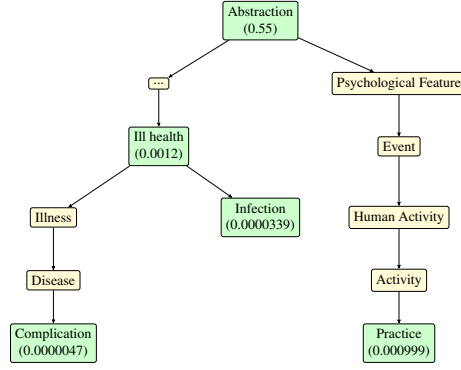 Abstraction
(0.55)
...
Psychological Feature
Ill health
(0.0012)
Event
Illness
Infection
(0.0000339)
Human Activity
Disease
Activity
Complication
(0.0000047)
Practice
(0.000999)